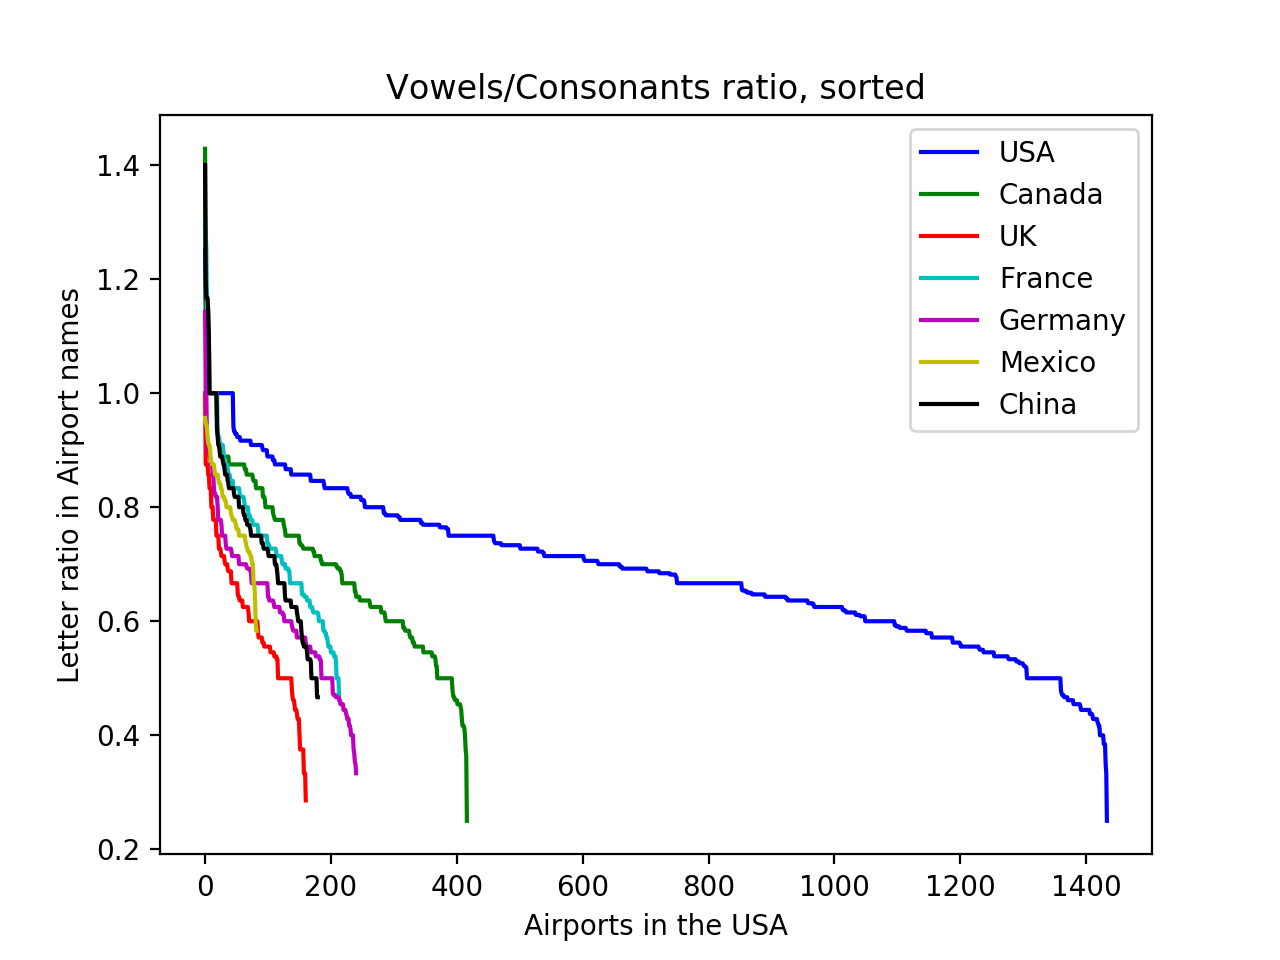 Vowels/Consonants ratio, sorted
USA
Canada
UK
France
Germany
Mexico
China
Letter ratio in Airport names
1.4
1.2
1.0
0.8
0.6
0.4
0.2
0 200 400 600 800 1000 1200 1400
Airports in the USA